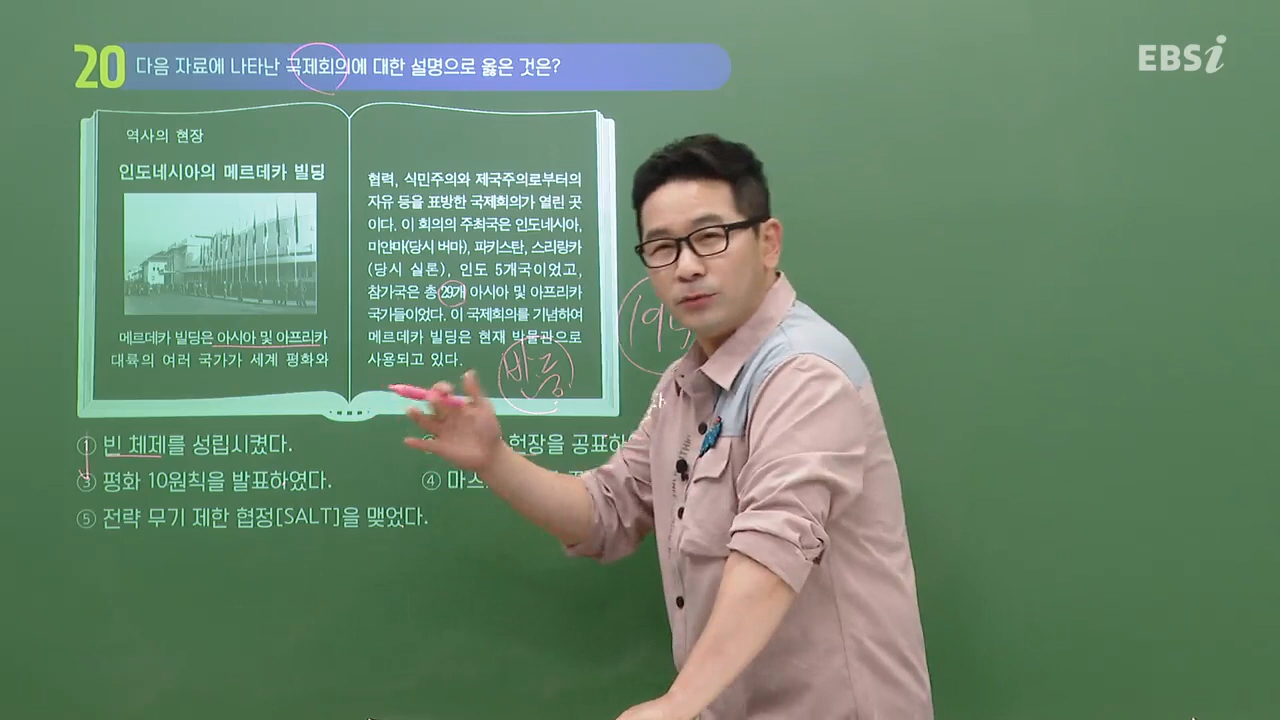 20 다음 자료에 나타난 국제회의에 대한 설명으로 옳은 것은?
EBSi
역사의 현장
인도네시아의 메르데카 빌딩
메르데카 빌딩은 아시아 및 아프리카
대륙의 여러 국가가 세계 평화와
협력, 식민주의와 제국주의로부터의
자유 등을 표방한 국제회의가 열린 곳
이다. 이 회의의 주최국은 인도네시아,
미얀마(당시 버마), 파키스탄, 스리랑카
(당시 실론), 인도 5개국이었고,
참가국은 총 29개 아시아 및 아프리카
국가들이었다. 이 국제회의를 기념하여
메르데카 빌딩은 현재 박물관으로
사용되고 있다.
반둥
① 빈 체제를 성립시켰다.
헌장을 공표하
③ 평화 10원칙을 발표하였다.
④ 마스
⑤ 전략 무기 제한 협정[SALT]을 맺었다.